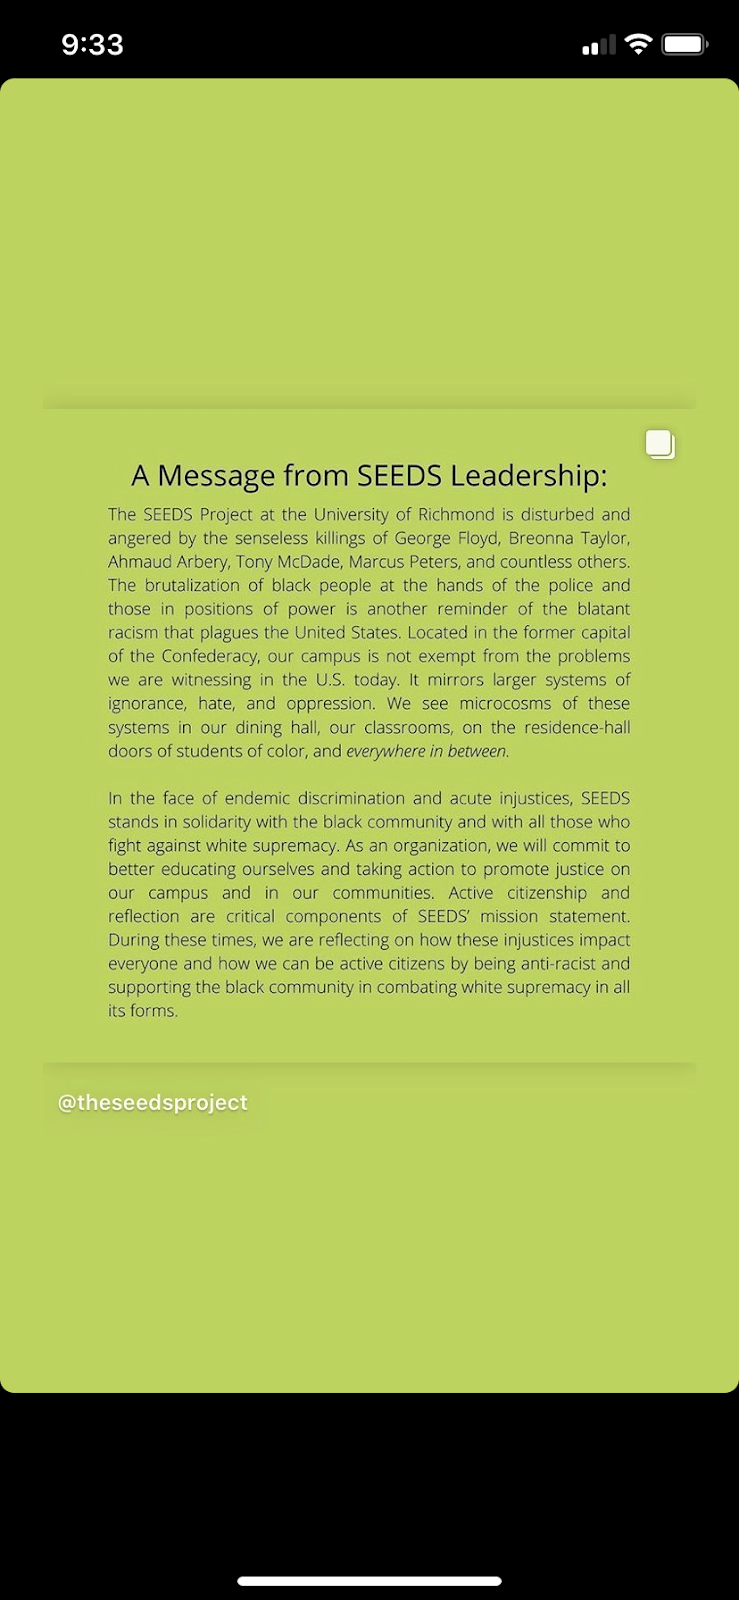 9:33
A Message from SEEDS Leadership:
The SEEDS Project at the University of Richmond is disturbed and
angered by the senseless killings of George Floyd, Breonna Taylor,
Ahmaud Arbery, Tony McDade, Marcus Peters, and countless others.
The brutalization of black people at the hands of the police and
those in positions of power is another reminder of the blatant
racism that plagues the United States. Located in the former capital
of the Confederacy, our campus is not exempt from the problems
we are witnessing in the U.S. today. It mirrors larger systems of
ignorance, hate, and oppression. We see microcosms of these
systems in our dining hall, our classrooms, on the residence-hall
doors of students of color, and everywhere in between.
In the face of endemic discrimination and acute injustices, SEEDS
stands in solidarity with the black community and with all those who
fight against white supremacy. As an organization, we will commit to
better educating ourselves and taking action to promote justice on
our campus and in our communities. Active citizenship and
reflection are critical components of SEEDS’ mission statement.
During these times, we are reflecting on how these injustices impact
everyone and how we can be active citizens by being anti-racist and
supporting the black community in combating white supremacy in all
its forms.
@theseedsproject